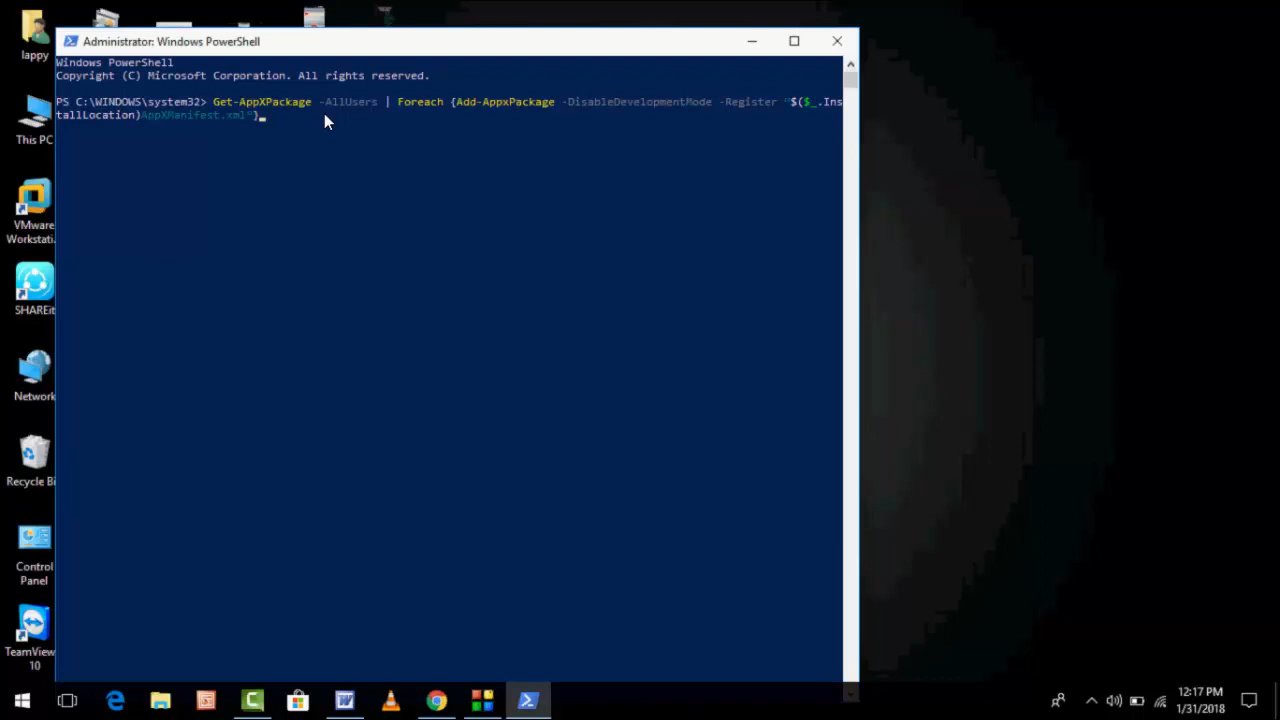 Administrator: Windows PowerShell
Windows PowerShell
Copyright (C) Microsoft Corporation. All rights reserved.
PS C:\WINDOWS\system32> Get-AppXPackage -AllUsers | Foreach {Add-AppxPackage -DisableDevelopmentMode -Register "$($_.Ins
tallLocation)AppXManifest.xml"}
lappy
This PC
VMware
Workstati...
SHAREit
Network
Recycle Bi
Control
Panel
TeamView
10
12:17 PM
1/31/2018